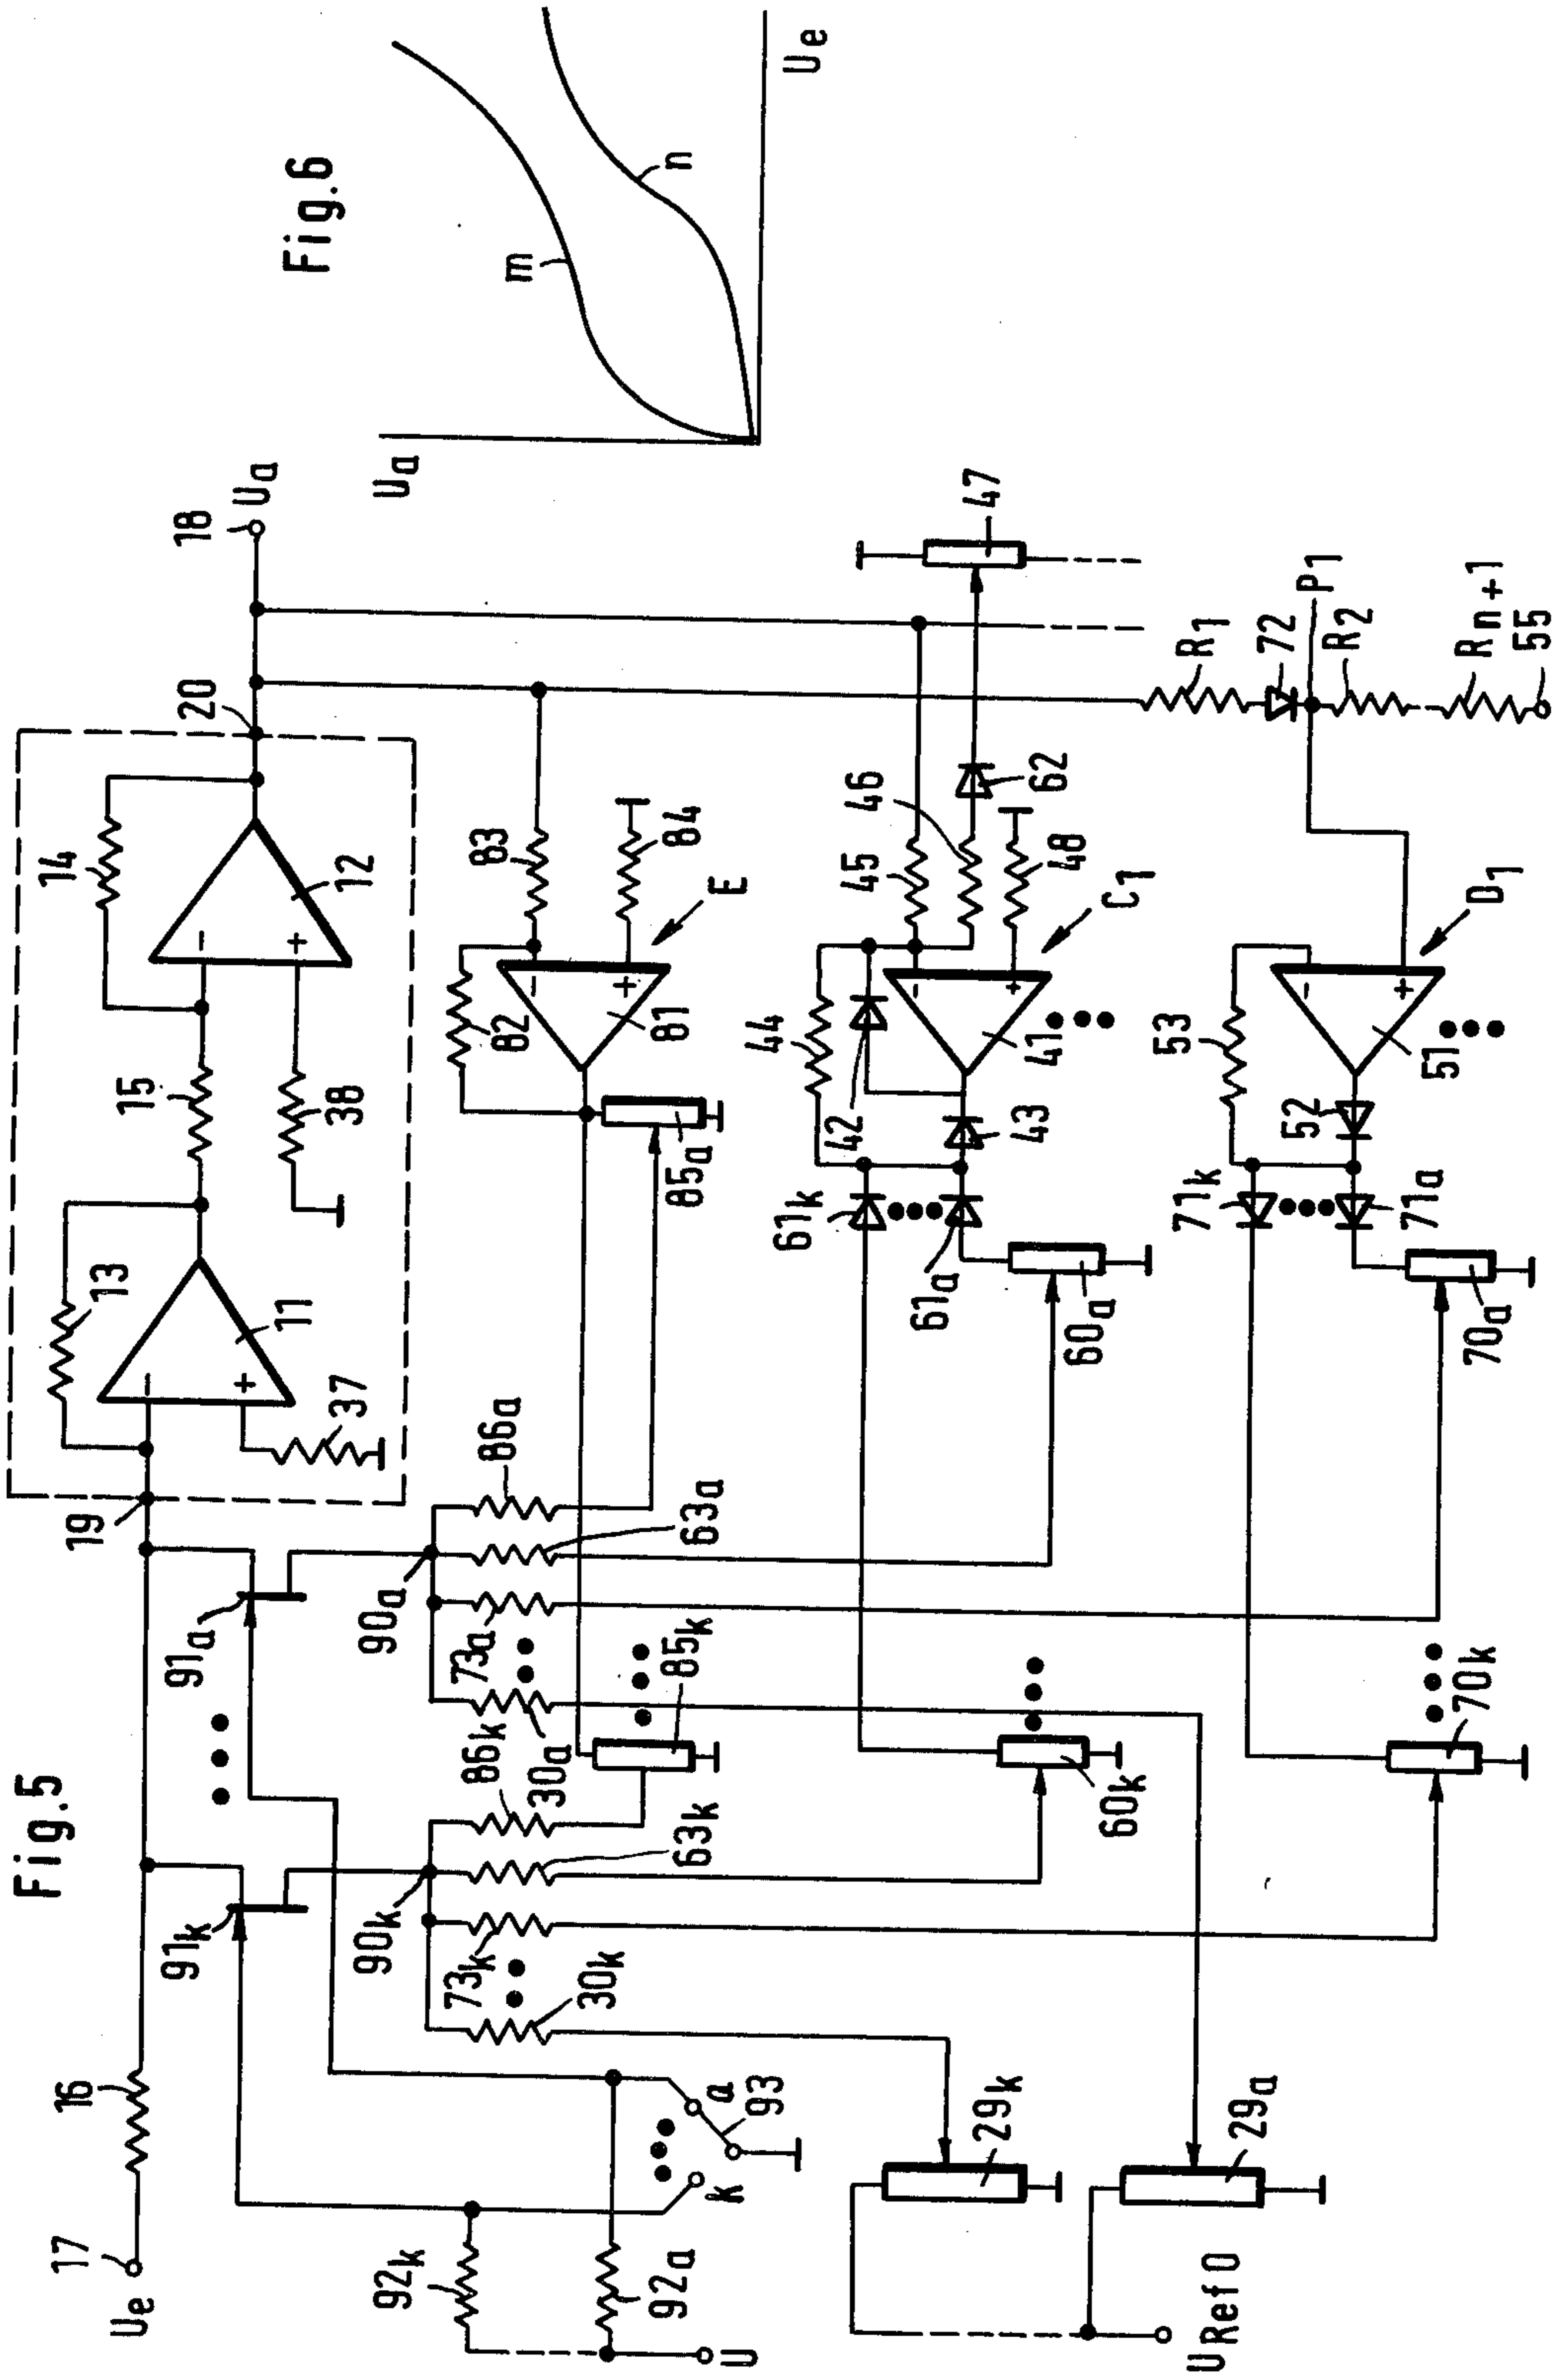 Fig.5
Ue
17
16
91k
91a
19
13
11
37
15
38
14
12
20
18
Ua
-
+
-
+
92k
92a
U
k
a
93
90k
73k
30k
63k
86k
90a
73a
30a
63a
86a
85k
85a
82
81
83
84
E
-
+
URef0
29k
29a
60k
60a
61k
61a
44
42
43
41
45
46
48
62
47
C1
-
+
70k
70a
71k
71a
53
52
51
D1
-
+
R1
72
P1
R2
Rn+1
55
Fig.6
Ua
m
n
Ue